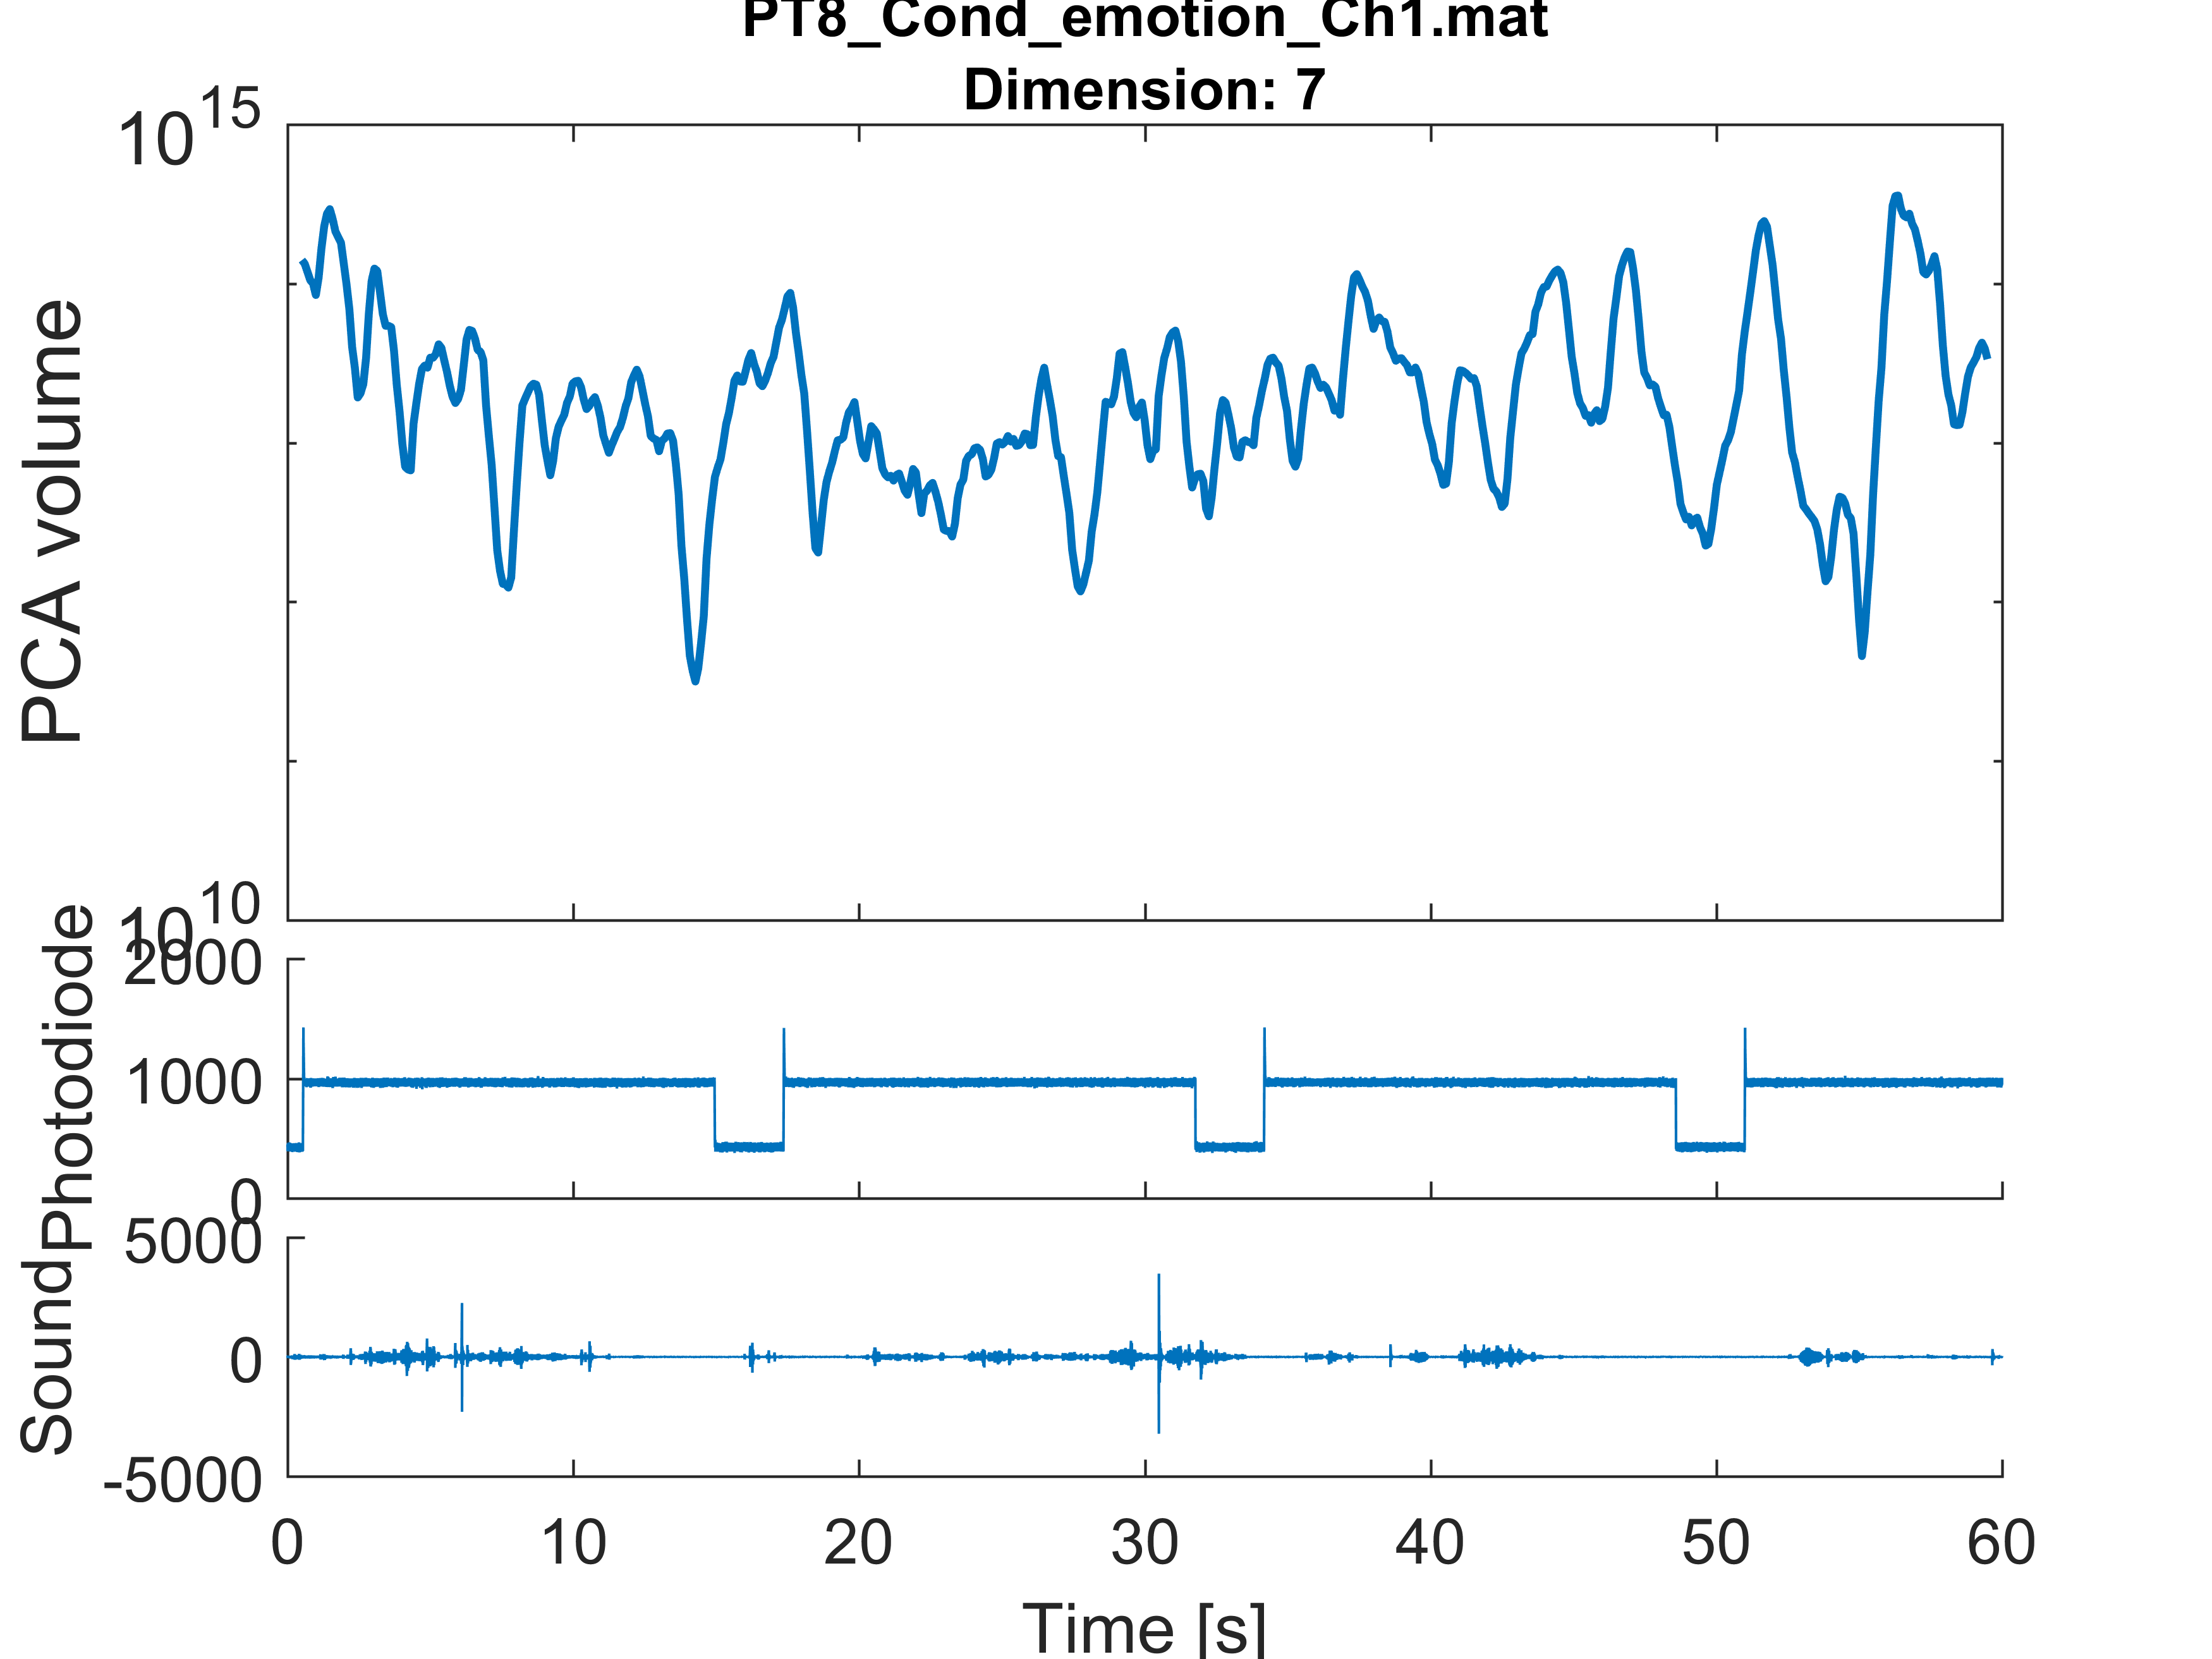 PT8_Cond_emotion_Ch1.mat
Dimension: 7
PCA volume
10^15
10^10
Photodiode
2000
1000
0
Sound
5000
0
-5000
0 10 20 30 40 50 60
Time [s]